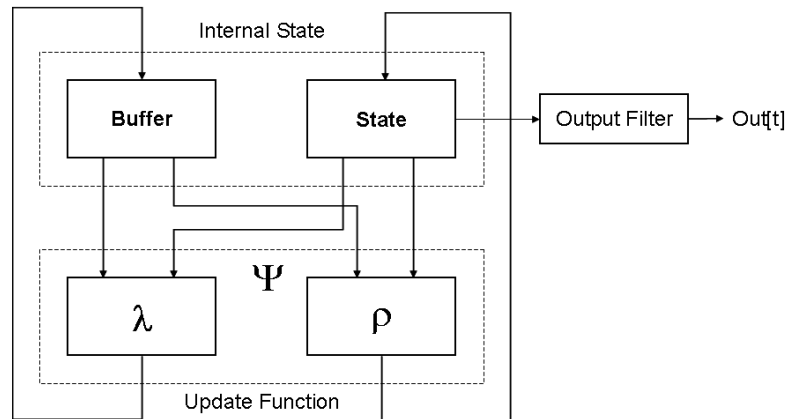 Internal State
Buffer
State
Output Filter
Out[t]
Ψ
λ
ρ
Update Function